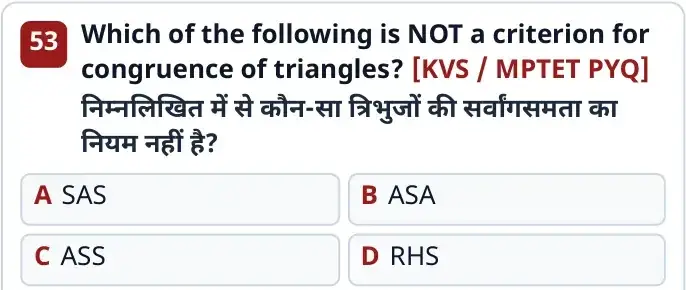 53 Which of the following is NOT a criterion for
congruence of triangles? [KVS / MPTET PYQ]
निम्नलिखित में से कौन-सा त्रिभुजों की सर्वांगसमता का
नियम नहीं है?
A SAS B ASA
C ASS D RHS